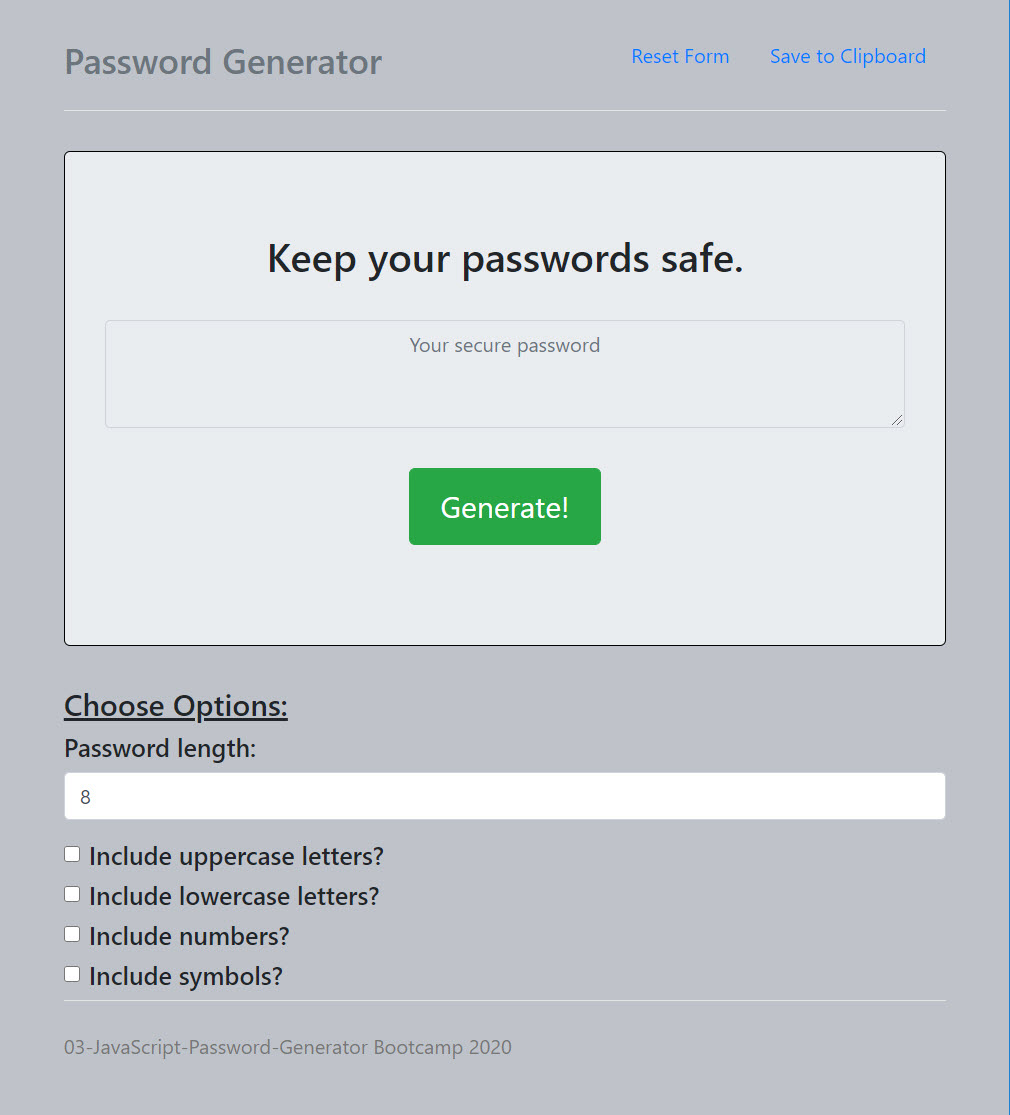 Password Generator
Reset Form
Save to Clipboard
Keep your passwords safe.
Your secure password
Generate!
Choose Options:
Password length:
8
Include uppercase letters?
Include lowercase letters?
Include numbers?
Include symbols?
03-JavaScript-Password-Generator Bootcamp 2020